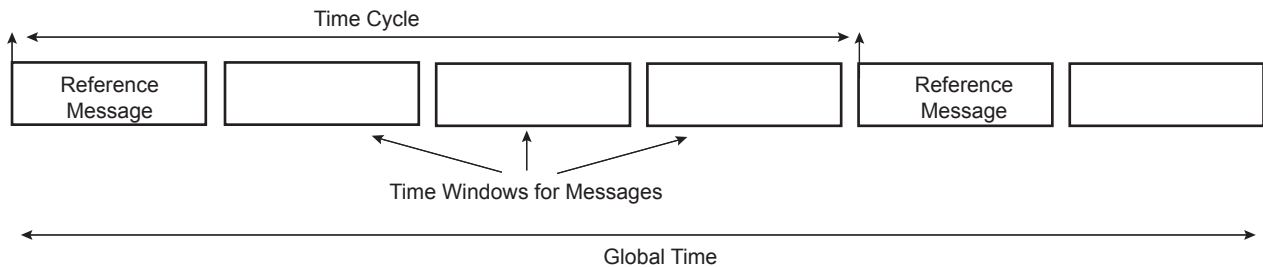 Time Cycle
Reference
Message
Reference
Message
Time Windows for Messages
Global Time